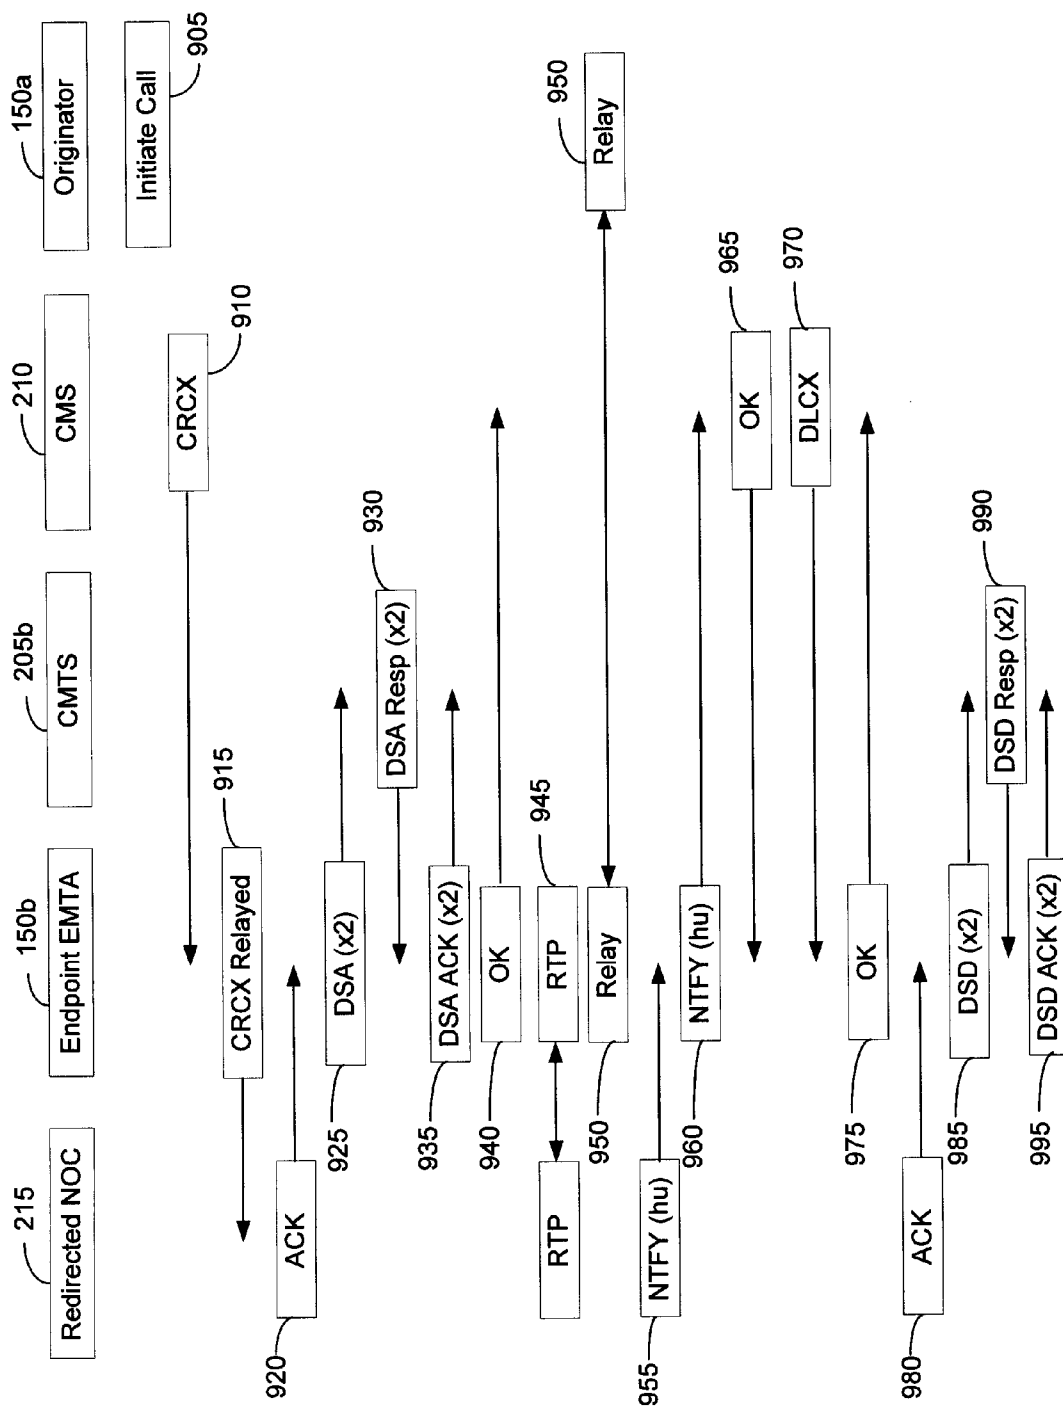 215
Redirected NOC
150b
Endpoint EMTA
205b
CMTS
210
CMS
150a
Originator
Initiate Call
905
CRCX
910
CRCX Relayed
915
ACK
920
DSA (x2)
925
DSA Resp (x2)
930
DSA ACK (x2)
935
OK
940
RTP
RTP
945
Relay
950
Relay
950
NTFY (hu)
955
NTFY (hu)
960
OK
965
DLCX
970
OK
975
ACK
980
DSD (x2)
985
DSD Resp (x2)
990
DSD ACK (x2)
995